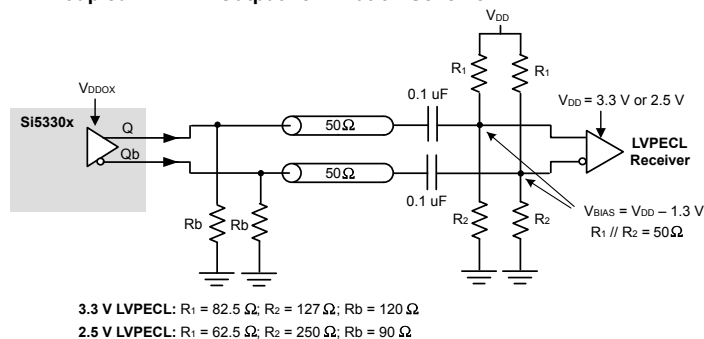 VDD
R1
R1
0.1 uF
VDD = 3.3 V or 2.5 V
VDDOX
Si5330x
Q
50Ω
Qb
50Ω
LVPECL
Receiver
0.1 uF
Rb
Rb
R2
R2
VBIAS = VDD – 1.3 V
R1 // R2 = 50Ω
3.3 V LVPECL: R1 = 82.5 Ω; R2 = 127 Ω; Rb = 120 Ω
2.5 V LVPECL: R1 = 62.5 Ω; R2 = 250 Ω; Rb = 90 Ω